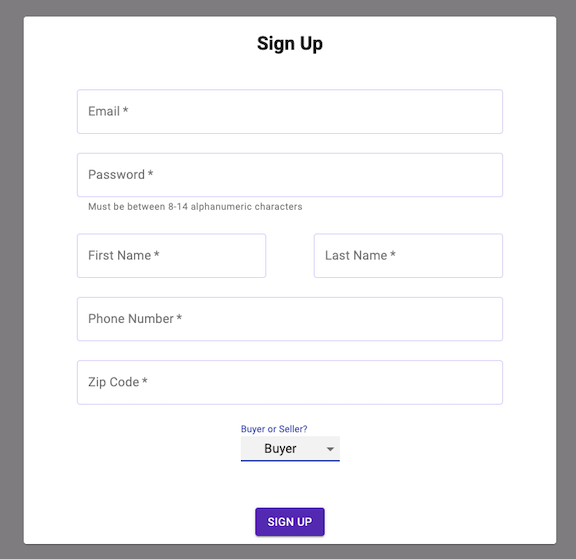 Sign Up
Email *
Password *
Must be between 8-14 alphanumeric characters
First Name *
Last Name *
Phone Number *
Zip Code *
Buyer or Seller?
Buyer
SIGN UP